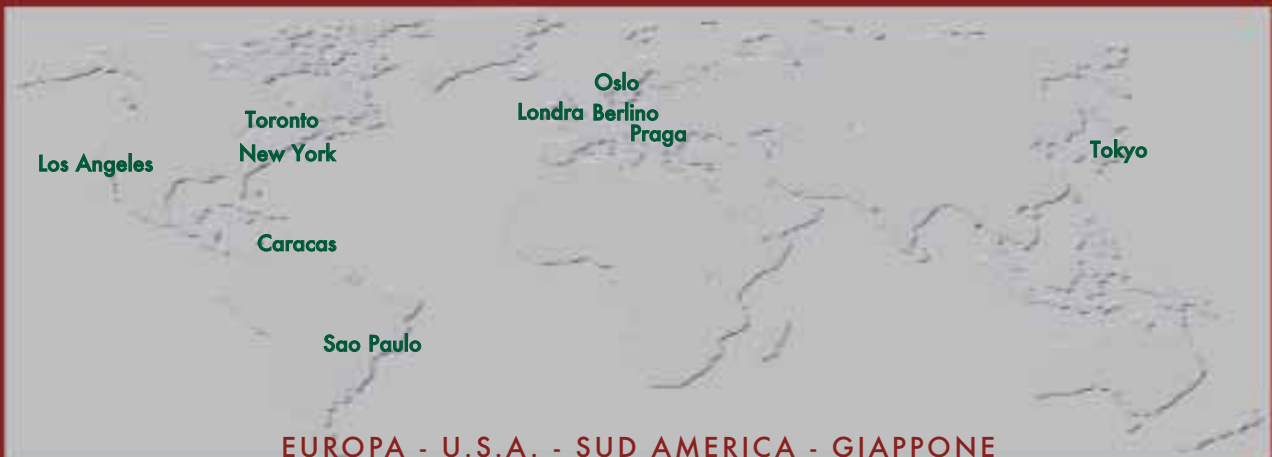 Oslo
Londra Berlino
Toronto
Praga
New York
Los Angeles
Tokyo
Caracas
Sao Paulo
EUROPA - U.S.A. - SUD AMERICA - GIAPPONE